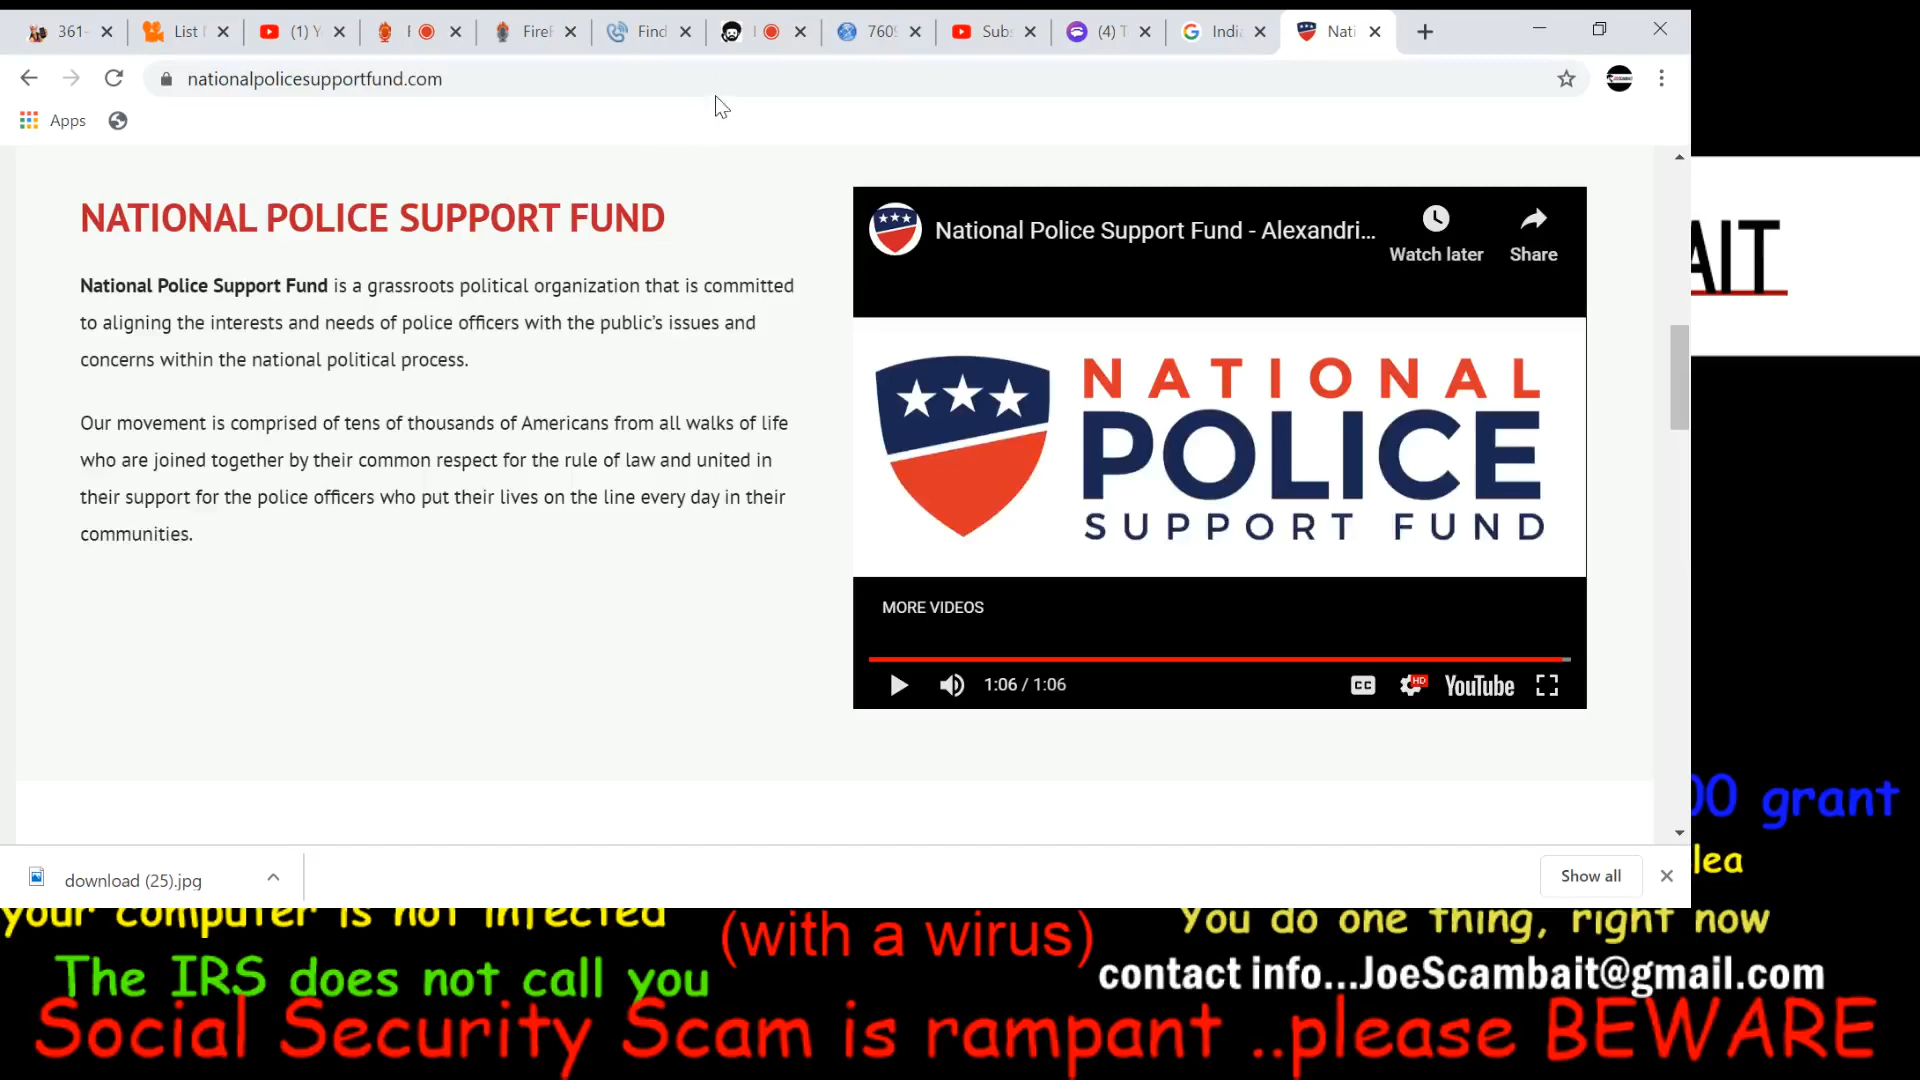 361-
List
(1) Y
F
FireF
Find
760
Sub
(4) T
Indi
Nati
nationalpolicesupportfund.com
Apps
NATIONAL POLICE SUPPORT FUND
National Police Support Fund is a grassroots political organization that is committed
to aligning the interests and needs of police officers with the public's issues and
concerns within the national political process.
Our movement is comprised of tens of thousands of Americans from all walks of life
who are joined together by their common respect for the rule of law and united in
their support for the police officers who put their lives on the line every day in their
communities.
National Police Support Fund - Alexandri...
Watch later
Share
NATIONAL
POLICE
SUPPORT FUND
MORE VIDEOS
1:06 / 1:06
CC
HD
YouTube
AIT
00 grant
lea
download (25).jpg
Show all
your computer is not infected
(with a wirus)
You do one thing, right now
The IRS does not call you
contact info...JoeScambait@gmail.com
Social Security Scam is rampant ..please BEWARE